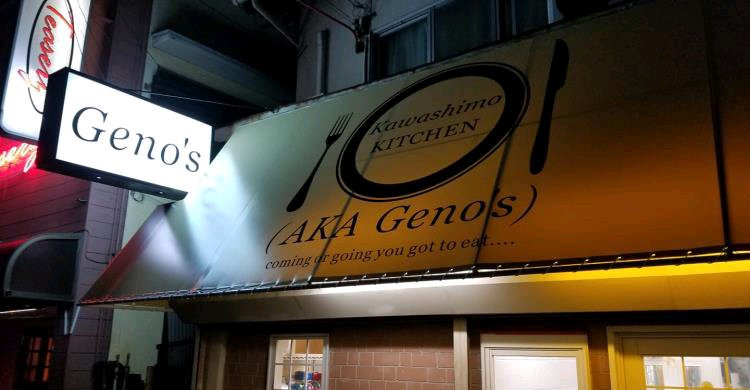 Geno's
Kawashimo
KITCHEN
(AKA Geno's)
coming or going you got to eat....